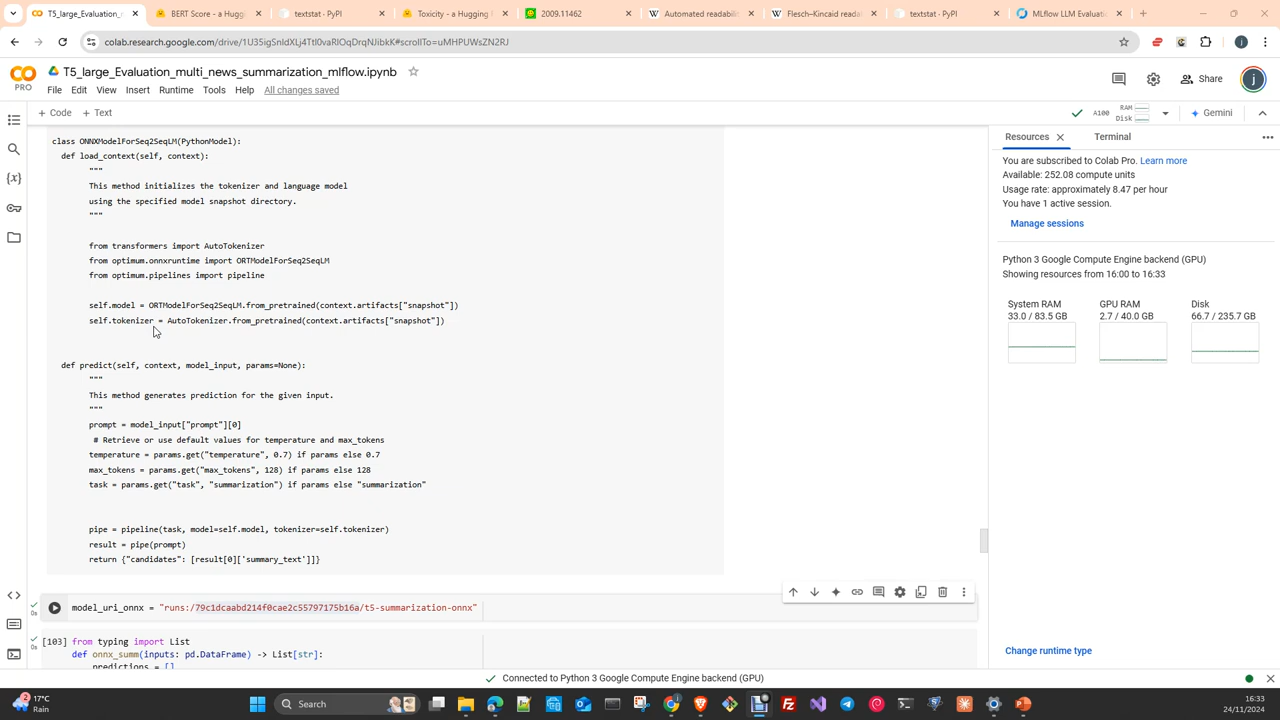 T5_large_Evaluation_multi_ne
BERT Score - a Hugg
textstat · PyPI
Toxicity - a Hugging F
2009.11462
Automated readabilit
Flesch–Kincaid reada
textstat · PyPI
MLflow LLM Evaluati
colab.research.google.com/drive/1U35igSnIdXLj4TtI0vaRlOqDrqNJibkK#scrollTo=uMHPUWsZN2RJ
PRO
T5_large_Evaluation_multi_news_summarization_mlflow.ipynb
File Edit View Insert Runtime Tools Help All changes saved
Share
+ Code + Text
A100
RAM
Disk
Gemini
class ONNXModelForSeq2SeqLM(PythonModel):
def load_context(self, context):
"""
This method initializes the tokenizer and language model
using the specified model snapshot directory.
"""
from transformers import AutoTokenizer
from optimum.onnxruntime import ORTModelForSeq2SeqLM
from optimum.pipelines import pipeline
self.model = ORTModelForSeq2SeqLM.from_pretrained(context.artifacts["snapshot"])
self.tokenizer = AutoTokenizer.from_pretrained(context.artifacts["snapshot"])
def predict(self, context, model_input, params=None):
"""
This method generates prediction for the given input.
"""
prompt = model_input["prompt"][0]
# Retrieve or use default values for temperature and max_tokens
temperature = params.get("temperature", 0.7) if params else 0.7
max_tokens = params.get("max_tokens", 128) if params else 128
task = params.get("task", "summarization") if params else "summarization"
pipe = pipeline(task, model=self.model, tokenizer=self.tokenizer)
result = pipe(prompt)
return {"candidates": [result[0]['summary_text']]}
0s
model_uri_onnx = "runs:/79c1dcaabd214f0cae2c55797175b16a/t5-summarization-onnx"
0s
[103] from typing import List
def onnx_summ(inputs: pd.DataFrame) -> List[str]:
predictions = []
Resources
Terminal
You are subscribed to Colab Pro. Learn more
Available: 252.08 compute units
Usage rate: approximately 8.47 per hour
You have 1 active session.
Manage sessions
Python 3 Google Compute Engine backend (GPU)
Showing resources from 16:00 to 16:33
System RAM
33.0 / 83.5 GB
GPU RAM
2.7 / 40.0 GB
Disk
66.7 / 235.7 GB
Change runtime type
Connected to Python 3 Google Compute Engine backend (GPU)
2
17°C
Rain
Search
16:33
24/11/2024